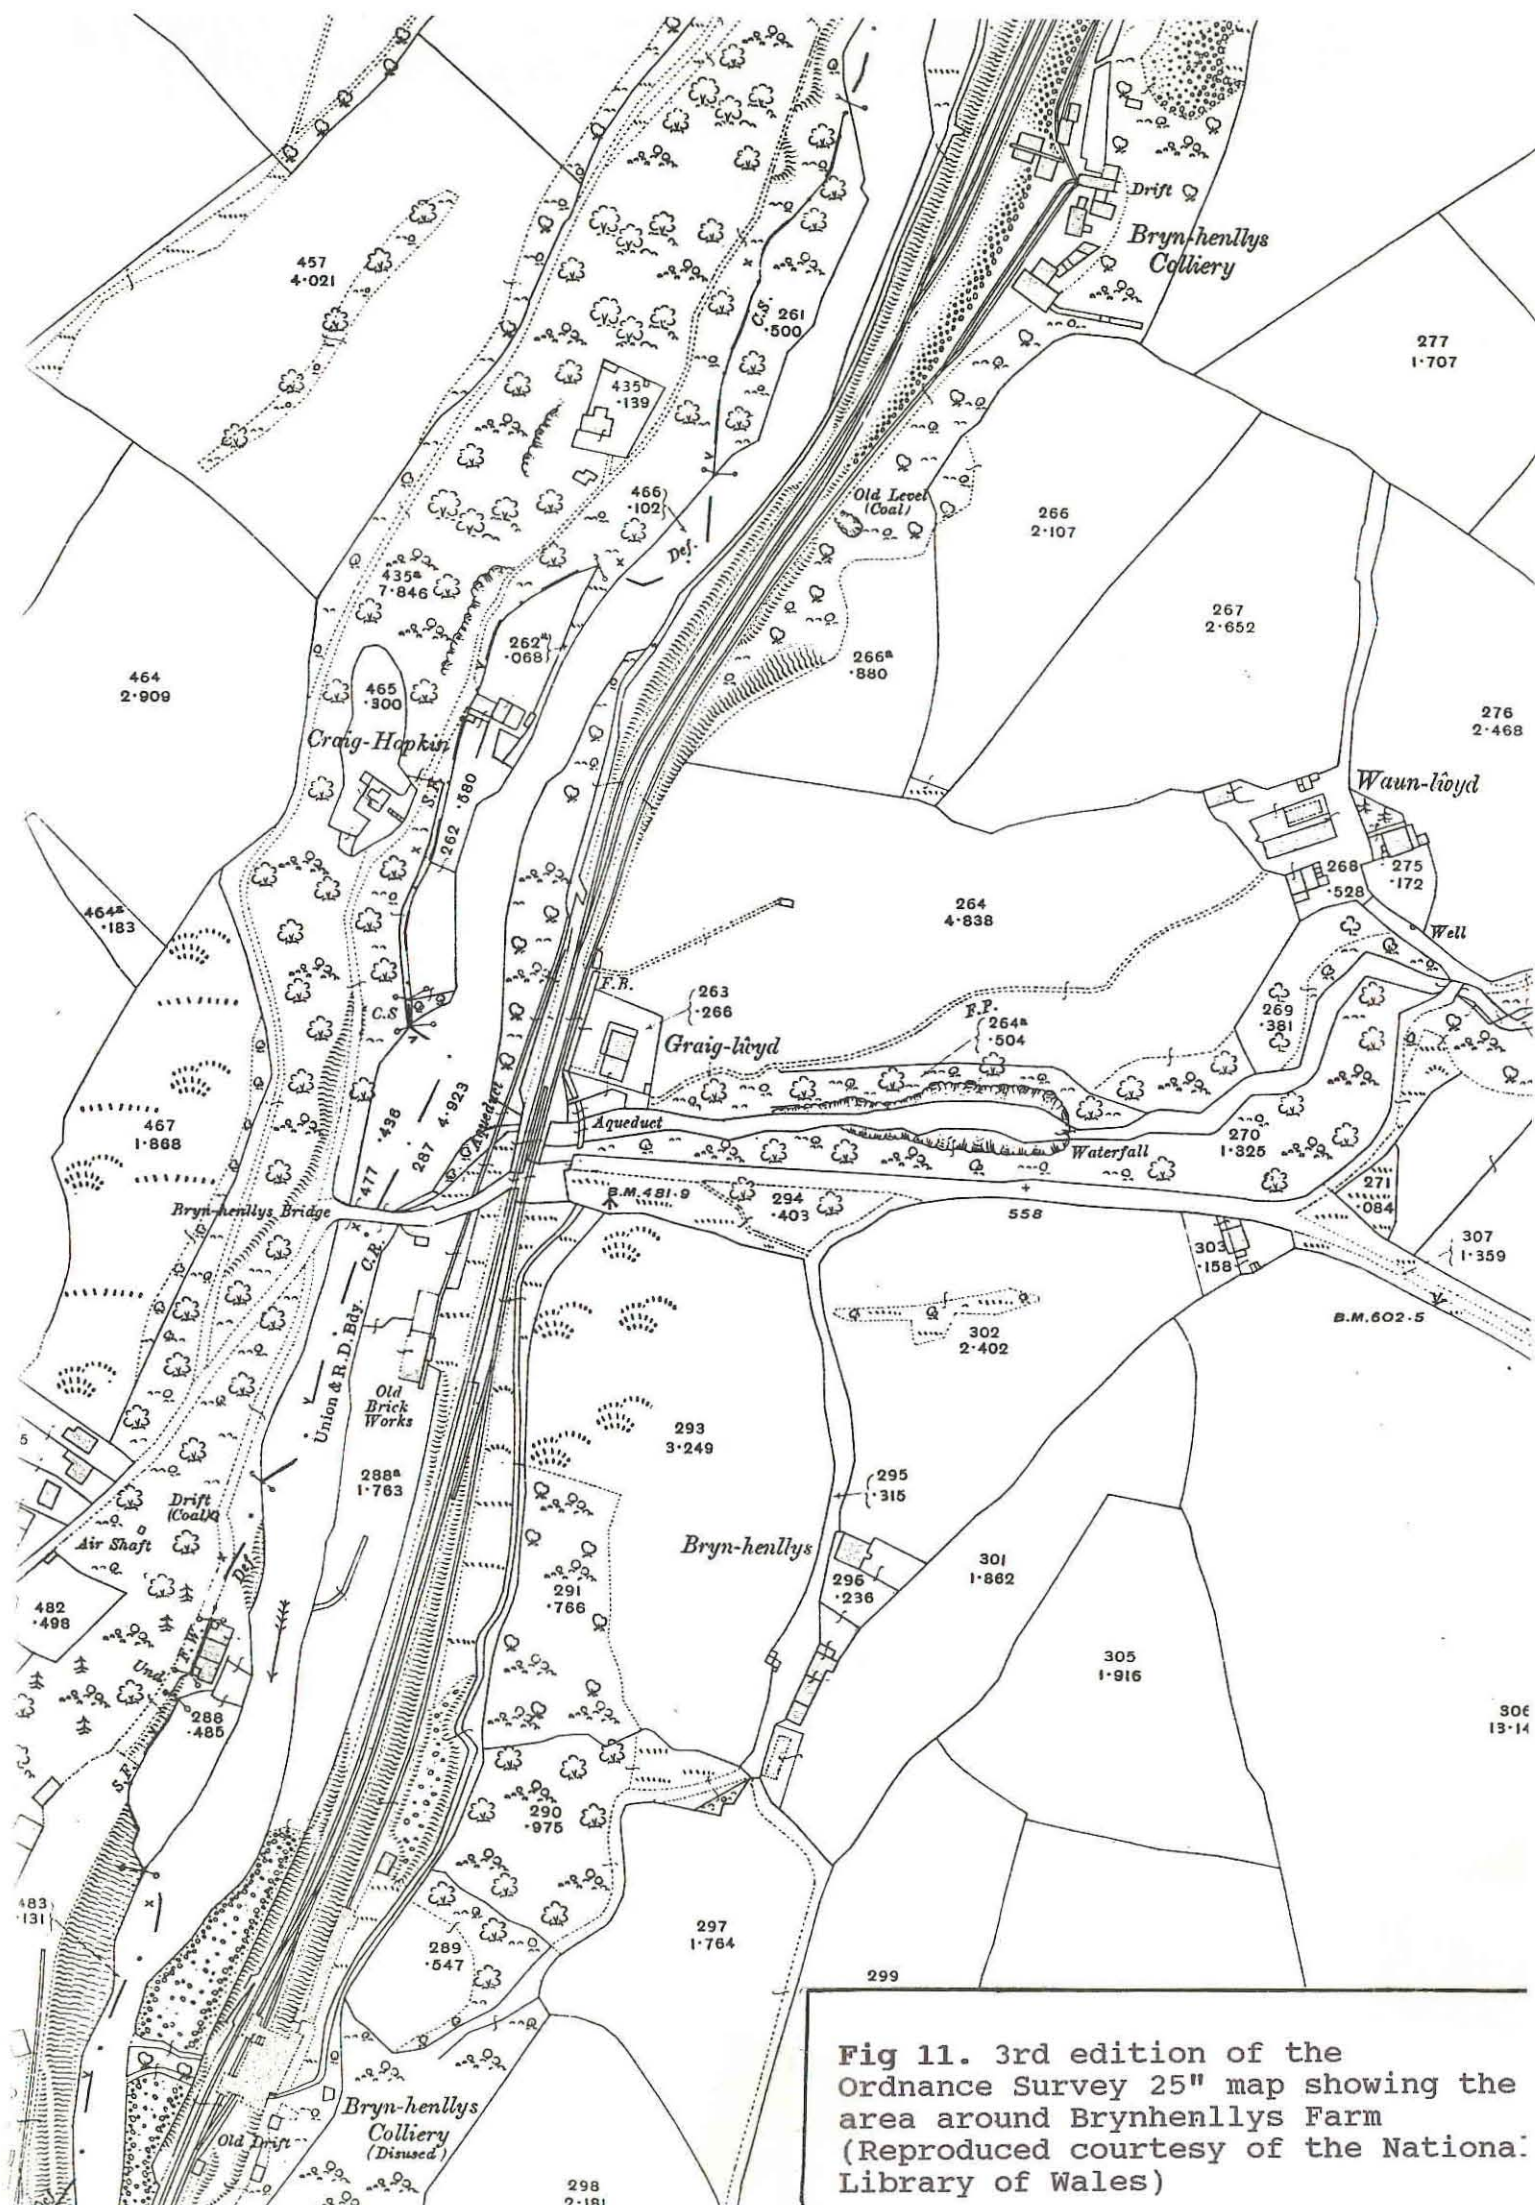 Drift
Bryn-henllys
Colliery
457
4·021
C.S.
261
·500
277
1·707
435b
·139
466
·102
Def.
Old Level
(Coal)
266
2·107
435a
7·846
267
2·652
262a
·068
266a
·880
464
2·909
465
·300
276
2·468
Craig-Hopkin
S.F.
262
·580
Waun-lwyd
268
·528
275
·172
464a
·183
264
4·838
Well
F.B.
263
·266
F.P.
264a
·504
269
·381
C.S
Graig-lwyd
467
1·868
477
·436
287
4·923
Aqueduct
Aqueduct
Waterfall
270
1·325
271
·084
Bryn-henllys Bridge
B.M.481·9
294
·403
558
303
·158
307
1·359
C.R.
Union & R.D. Bdy.
302
2·402
B.M.602·5
Old
Brick
Works
293
3·249
5
288a
1·763
295
·315
Drift
(Coal)
Air Shaft
Bryn-henllys
301
1·862
Def.
296
·236
291
·766
482
·498
F.W.
Und.
305
1·916
288
·485
306
13·14
S.F.
290
·975
483
·131
297
1·764
289
·547
299
Bryn-henllys
Colliery
(Disused)
Old Drift
298
2·181
Fig 11. 3rd edition of the
Ordnance Survey 25" map showing the
area around Brynhenllys Farm
(Reproduced courtesy of the National
Library of Wales)